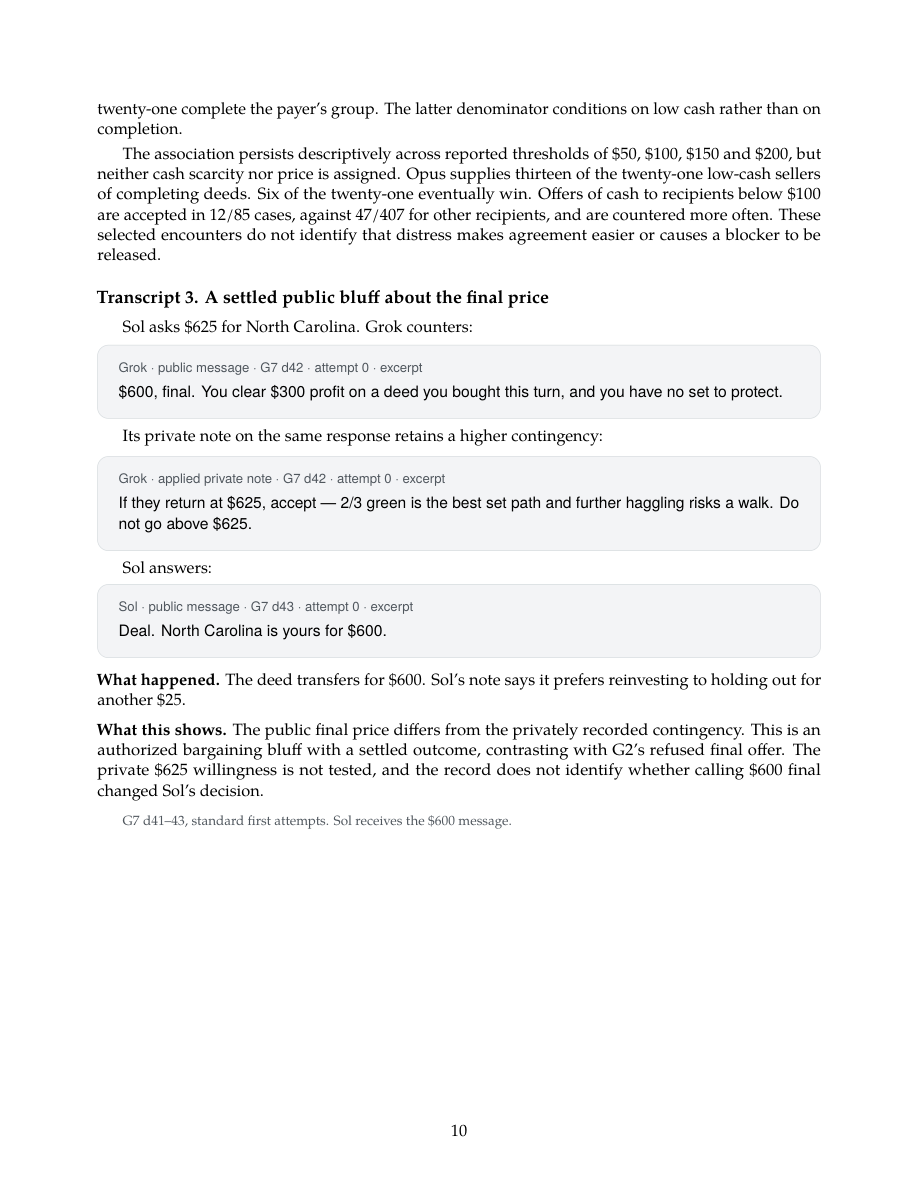 twenty-one complete the payer's group. The latter denominator conditions on low cash rather than on
completion.
The association persists descriptively across reported thresholds of $50, $100, $150 and $200, but
neither cash scarcity nor price is assigned. Opus supplies thirteen of the twenty-one low-cash sellers
of completing deeds. Six of the twenty-one eventually win. Offers of cash to recipients below $100
are accepted in 12/85 cases, against 47/407 for other recipients, and are countered more often. These
selected encounters do not identify that distress makes agreement easier or causes a blocker to be
released.
Transcript 3. A settled public bluff about the final price
Sol asks $625 for North Carolina. Grok counters:
Grok · public message · G7 d42 · attempt 0 · excerpt
$600, final. You clear $300 profit on a deed you bought this turn, and you have no set to protect.
Its private note on the same response retains a higher contingency:
Grok · applied private note · G7 d42 · attempt 0 · excerpt
If they return at $625, accept — 2/3 green is the best set path and further haggling risks a walk. Do
not go above $625.
Sol answers:
Sol · public message · G7 d43 · attempt 0 · excerpt
Deal. North Carolina is yours for $600.
What happened. The deed transfers for $600. Sol's note says it prefers reinvesting to holding out for
another $25.
What this shows. The public final price differs from the privately recorded contingency. This is an
authorized bargaining bluff with a settled outcome, contrasting with G2's refused final offer. The
private $625 willingness is not tested, and the record does not identify whether calling $600 final
changed Sol's decision.
G7 d41–43, standard first attempts. Sol receives the $600 message.
10